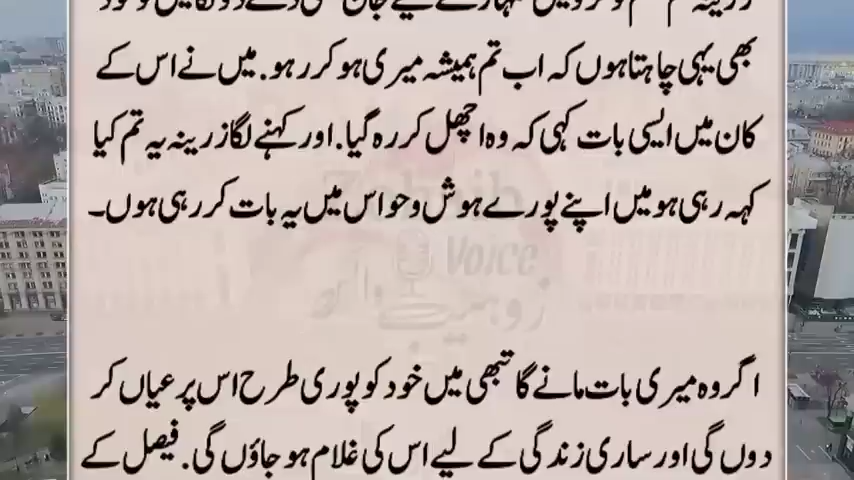 بھی یہی چاہتا ہوں کہ اب تم ہمیشہ میری ہو کر رہو. میں نے اس کے
کان میں ایسی بات کہی کہ وہ اچھل کر رہ گیا. اور کہنے لگا زرینہ یہ تم کیا
کہہ رہی ہو میں اپنے پورے ہوش و حواس میں یہ بات کر رہی ہوں۔
Zohaib
Voice
زوہیب وائس
اگر وہ میری بات مانے گا تبھی میں خود کو پوری طرح اس پر عیاں کر
دوں گی اور ساری زندگی کے لیے اس کی غلام ہو جاؤں گی. فیصل کے